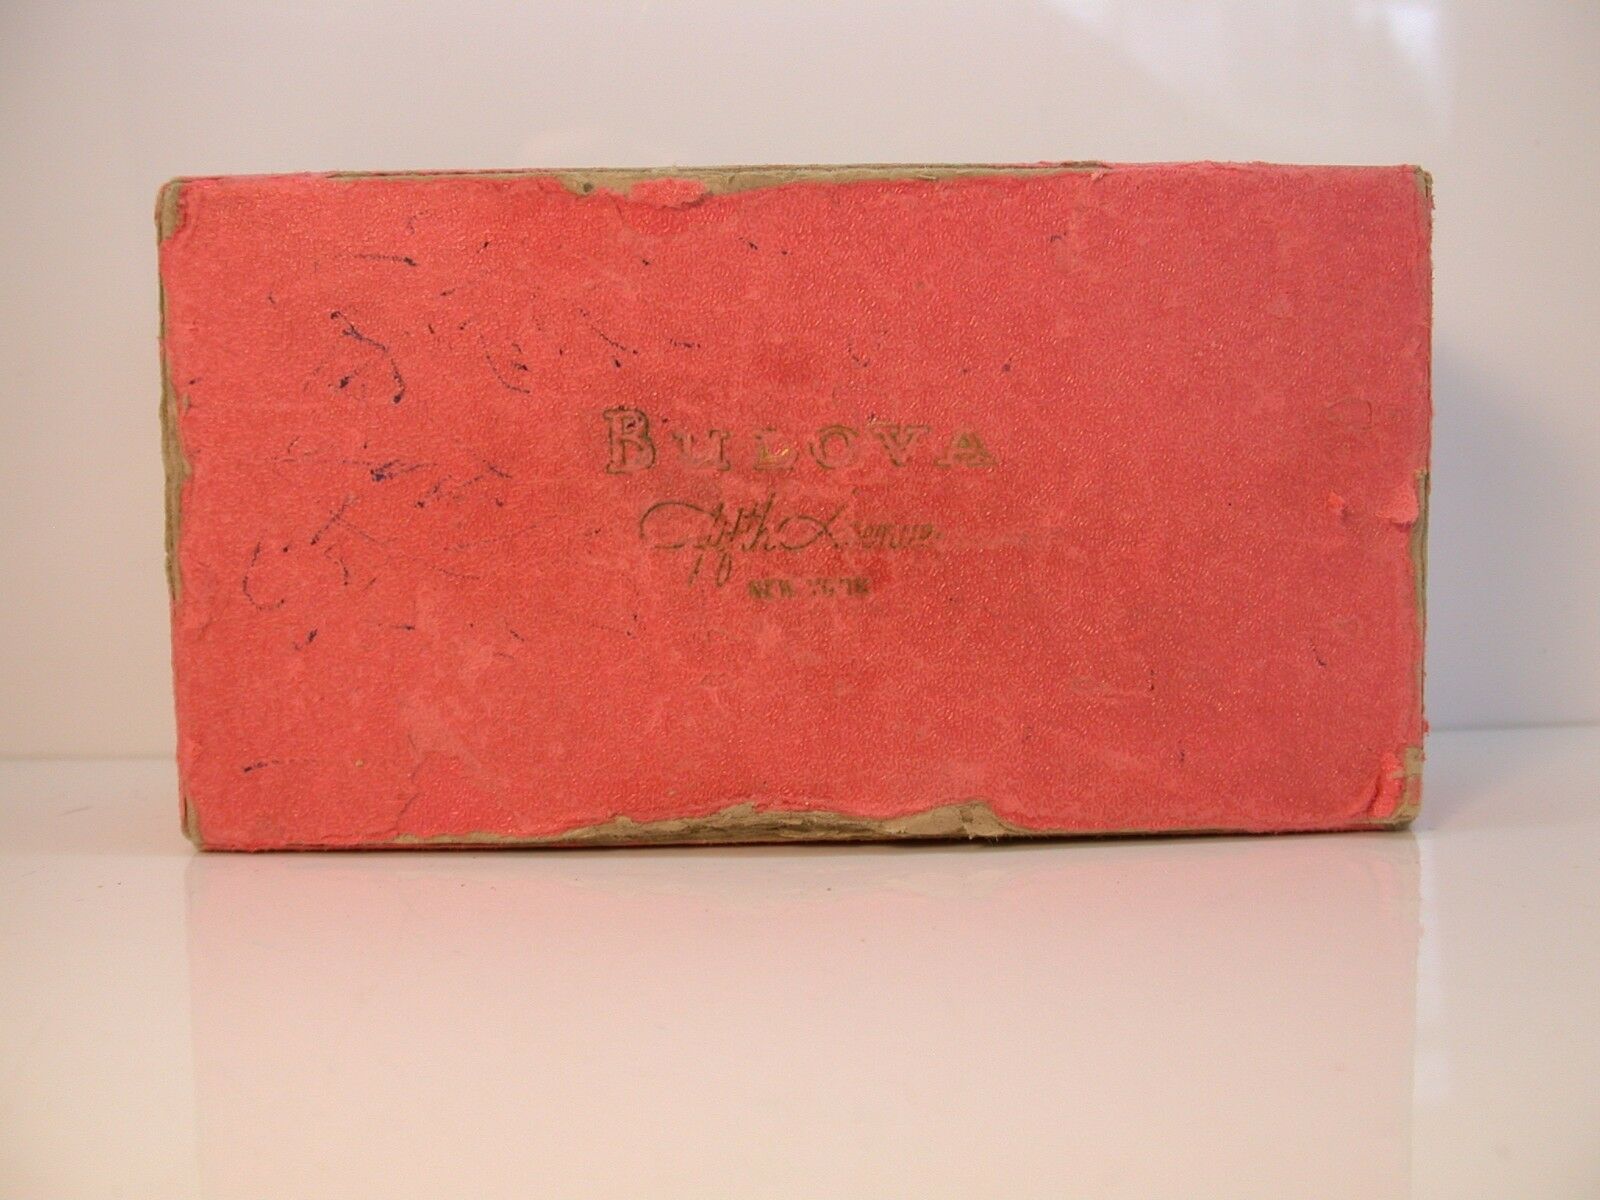 BULOVA
Fifth Avenue
NEW YORK